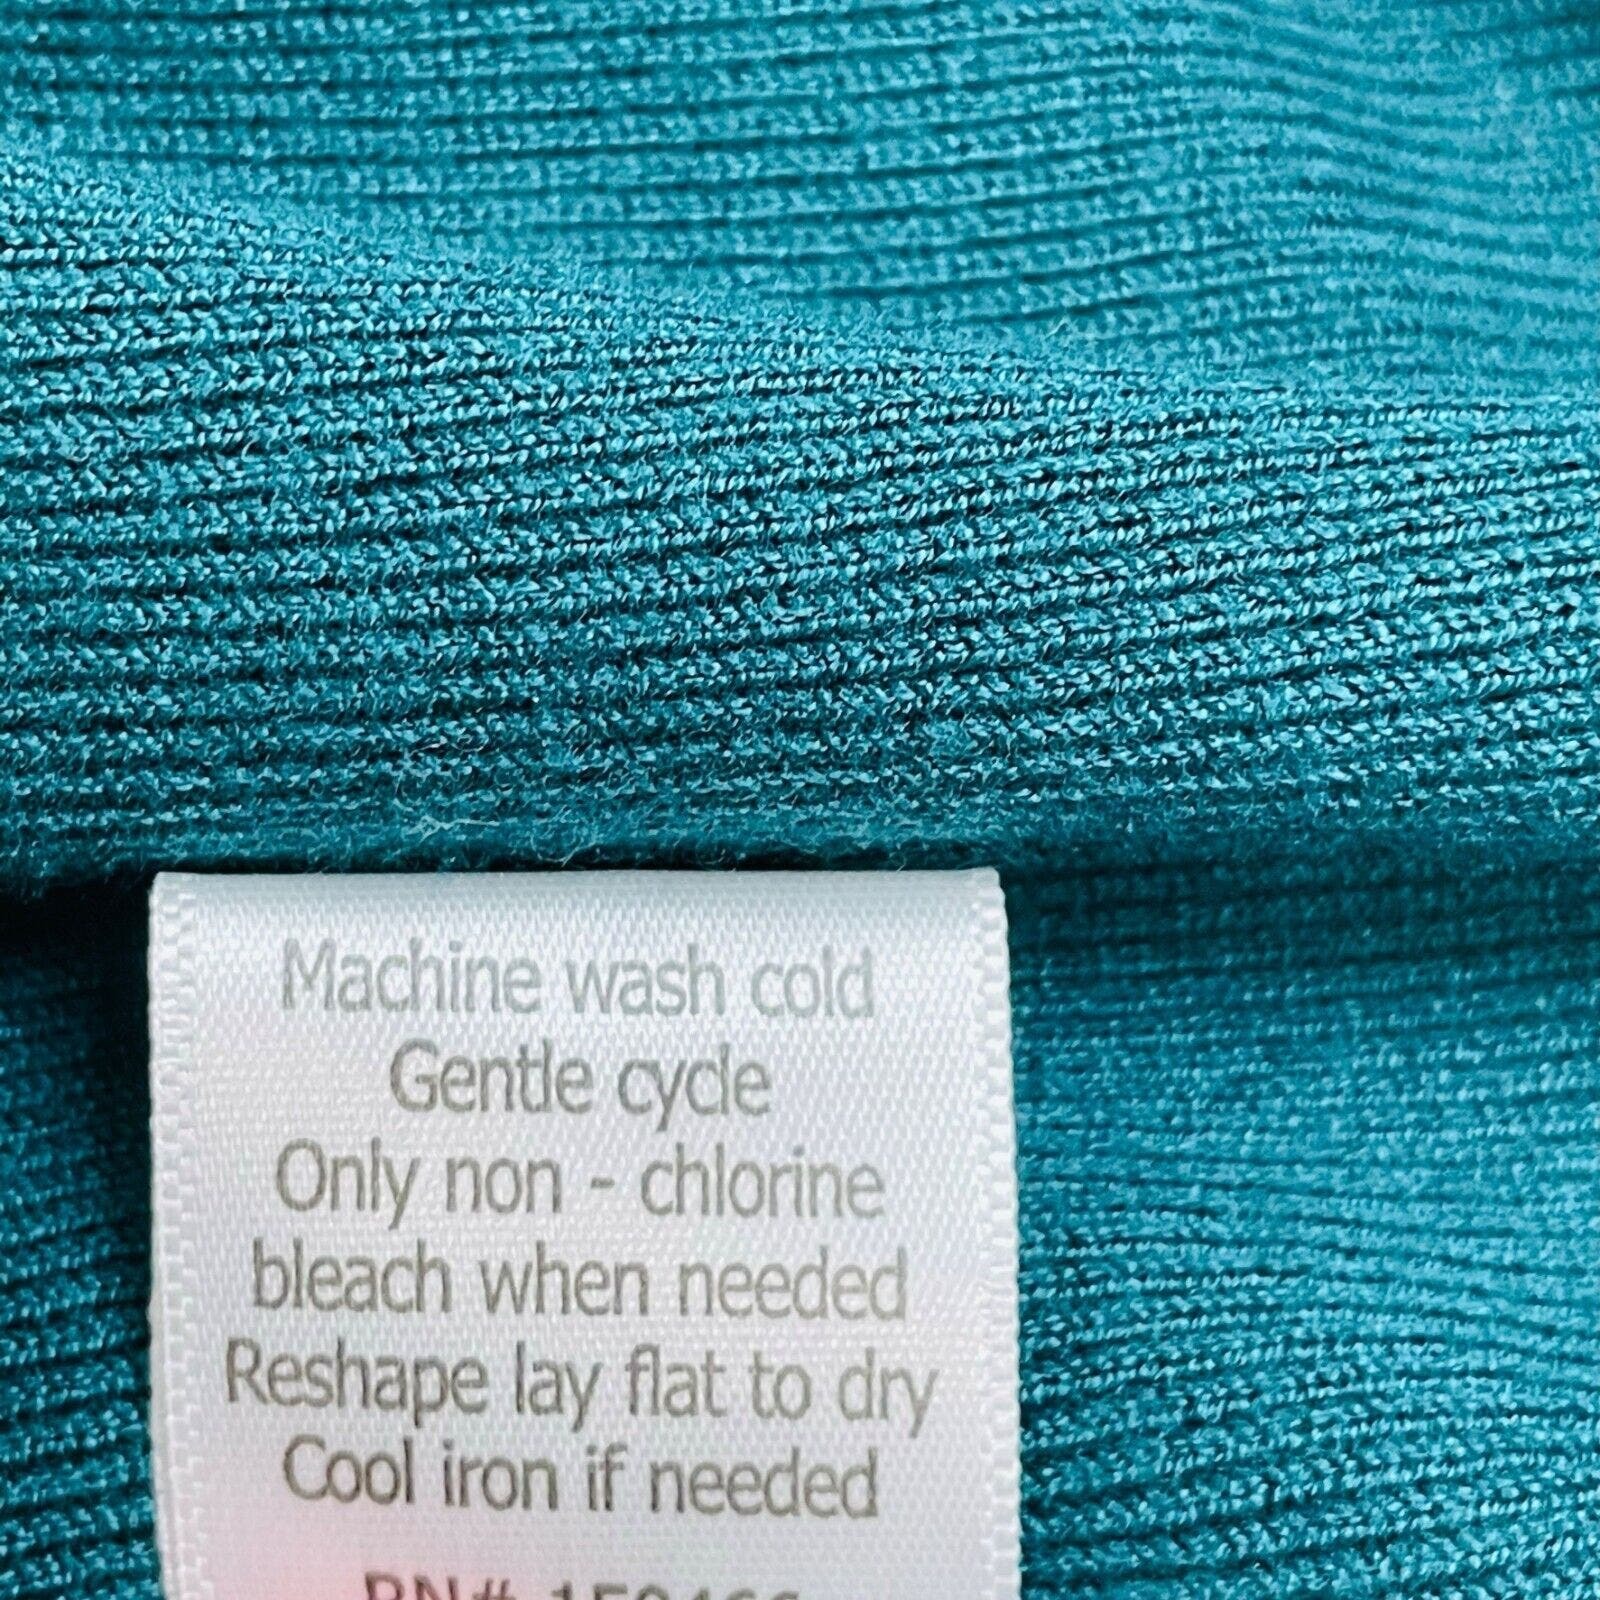 Machine wash cold
Gentle cycle
Only non - chlorine
bleach when needed
Reshape lay flat to dry
Cool iron if needed
RN#